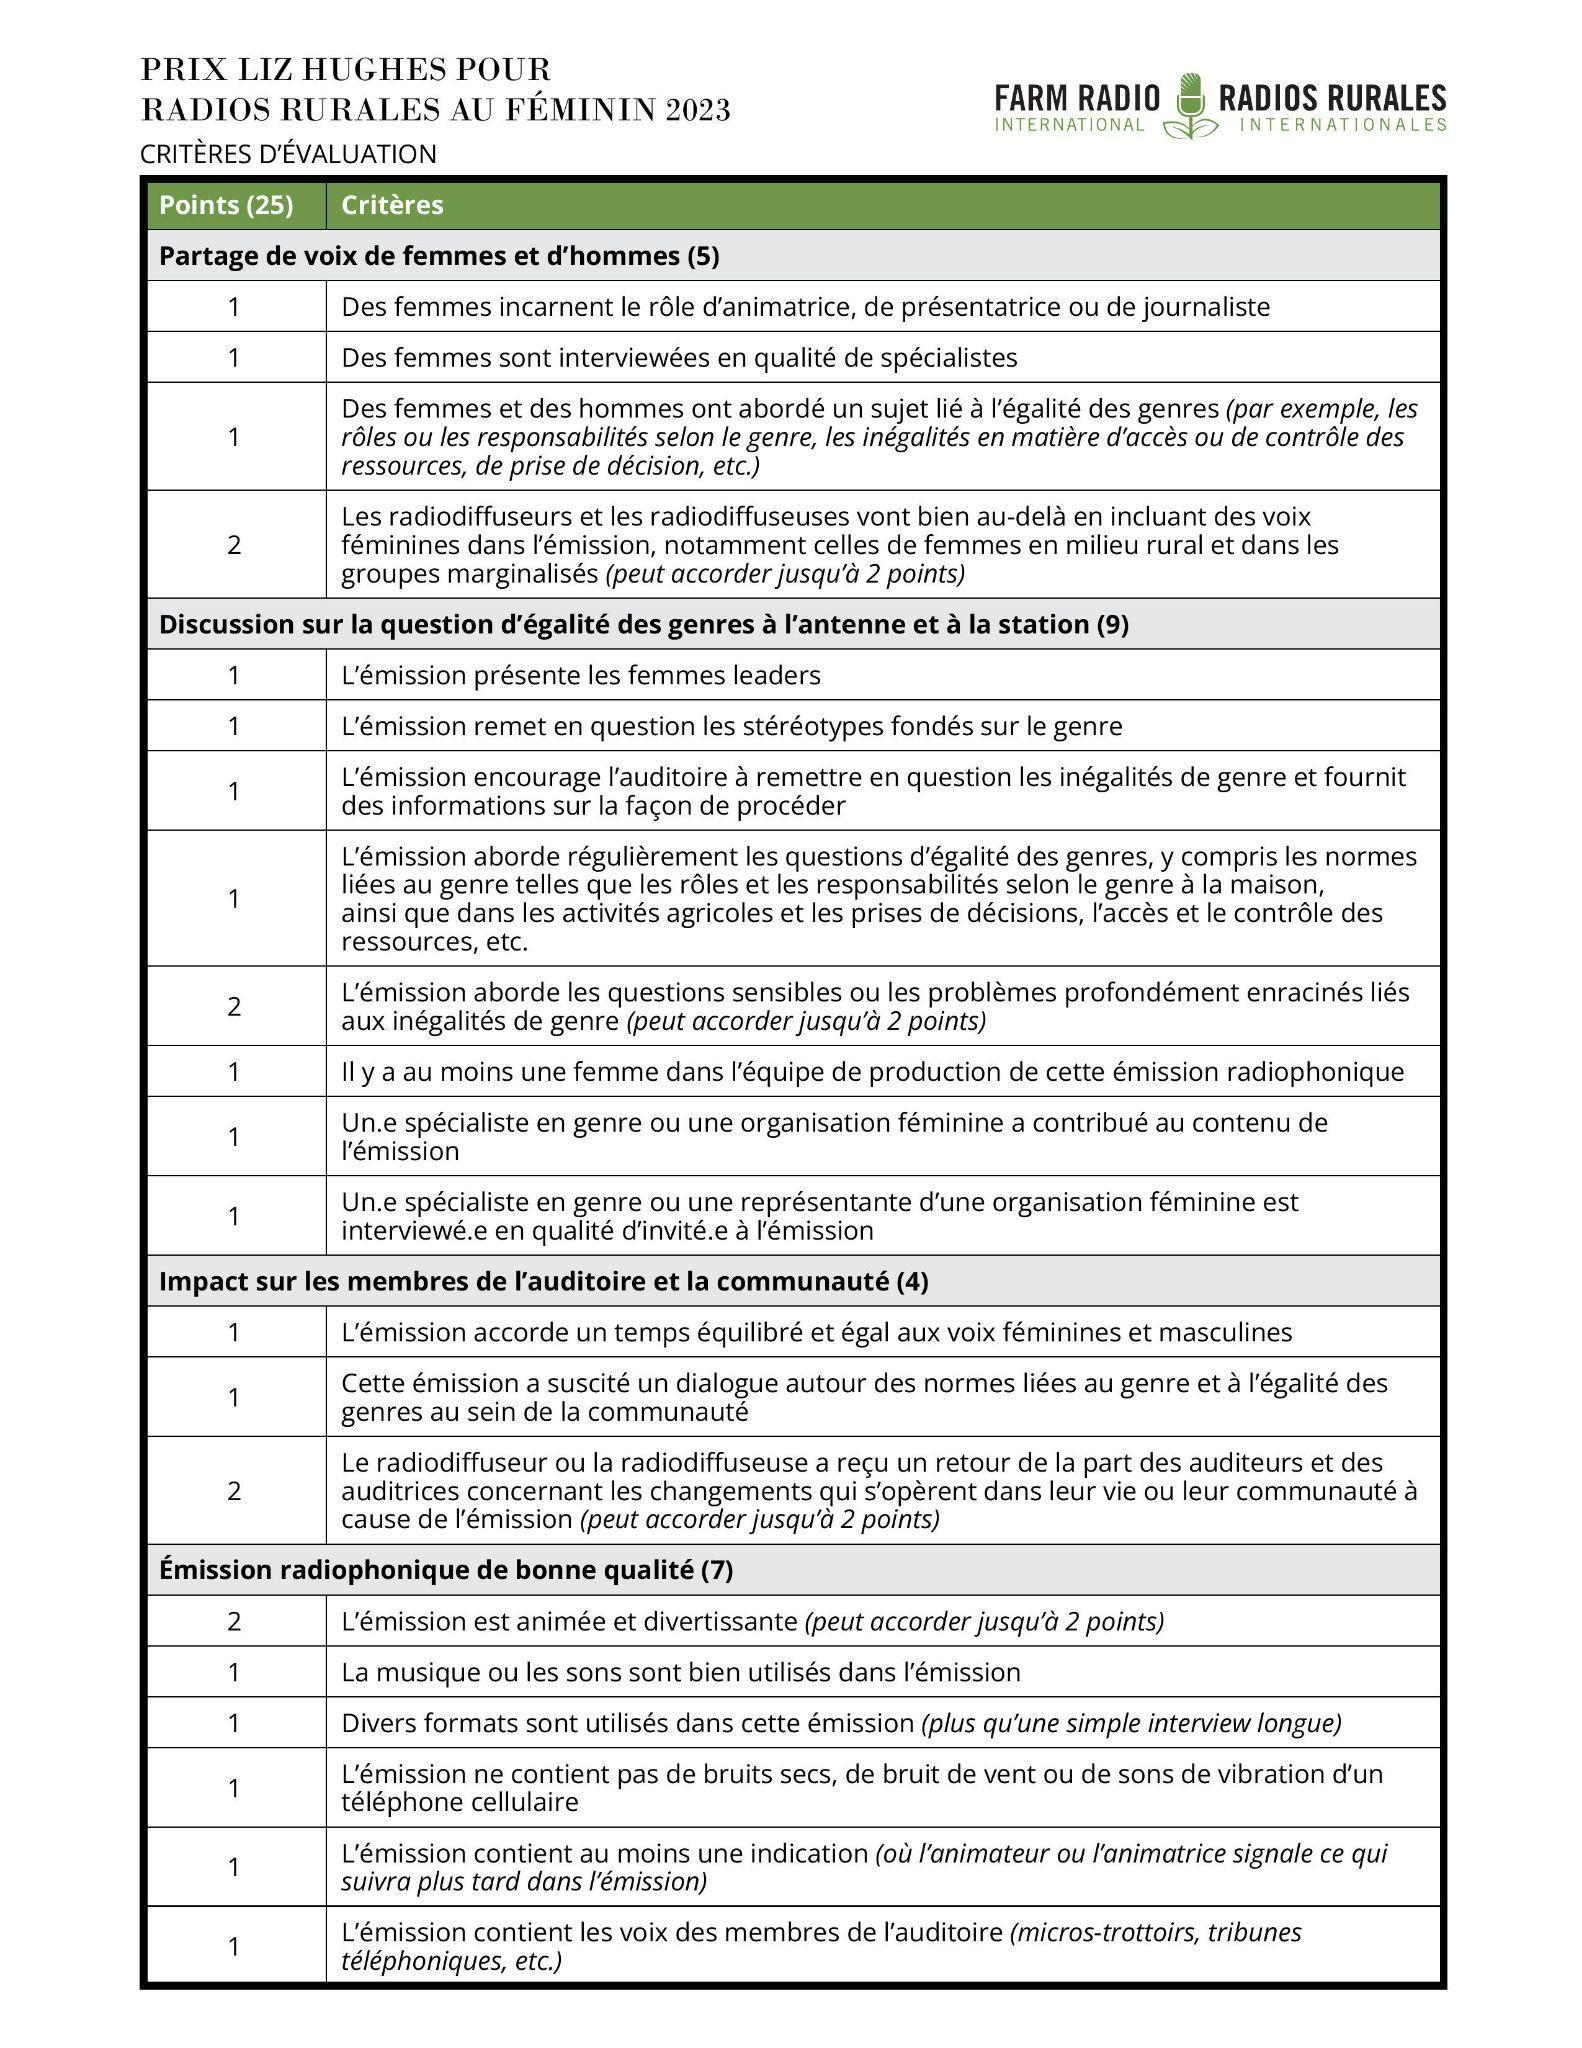 PRIX LIZ HUGHES POUR
RADIOS RURALES AU FÉMININ 2023
CRITÈRES D’ÉVALUATION
FARM RADIO
INTERNATIONAL
RADIOS RURALES
INTERNATIONALES
Points (25) Critères
Partage de voix de femmes et d’hommes (5)
1 Des femmes incarnent le rôle d’animatrice, de présentatrice ou de journaliste
1 Des femmes sont interviewées en qualité de spécialistes
1 Des femmes et des hommes ont abordé un sujet lié à l’égalité des genres (par exemple, les
rôles ou les responsabilités selon le genre, les inégalités en matière d’accès ou de contrôle des
ressources, de prise de décision, etc.)
2 Les radiodiffuseurs et les radiodiffuseuses vont bien au-delà en incluant des voix
féminines dans l’émission, notamment celles de femmes en milieu rural et dans les
groupes marginalisés (peut accorder jusqu’à 2 points)
Discussion sur la question d’égalité des genres à l’antenne et à la station (9)
1 L’émission présente les femmes leaders
1 L’émission remet en question les stéréotypes fondés sur le genre
1 L’émission encourage l’auditoire à remettre en question les inégalités de genre et fournit
des informations sur la façon de procéder
1 L’émission aborde régulièrement les questions d’égalité des genres, y compris les normes
liées au genre telles que les rôles et les responsabilités selon le genre à la maison,
ainsi que dans les activités agricoles et les prises de décisions, l’accès et le contrôle des
ressources, etc.
2 L’émission aborde les questions sensibles ou les problèmes profondément enracinés liés
aux inégalités de genre (peut accorder jusqu’à 2 points)
1 Il y a au moins une femme dans l’équipe de production de cette émission radiophonique
1 Un.e spécialiste en genre ou une organisation féminine a contribué au contenu de
l’émission
1 Un.e spécialiste en genre ou une représentante d’une organisation féminine est
interviewé.e en qualité d’invité.e à l’émission
Impact sur les membres de l’auditoire et la communauté (4)
1 L’émission accorde un temps équilibré et égal aux voix féminines et masculines
1 Cette émission a suscité un dialogue autour des normes liées au genre et à l’égalité des
genres au sein de la communauté
2 Le radiodiffuseur ou la radiodiffuseuse a reçu un retour de la part des auditeurs et des
auditrices concernant les changements qui s’opèrent dans leur vie ou leur communauté à
cause de l’émission (peut accorder jusqu’à 2 points)
Émission radiophonique de bonne qualité (7)
2 L’émission est animée et divertissante (peut accorder jusqu’à 2 points)
1 La musique ou les sons sont bien utilisés dans l’émission
1 Divers formats sont utilisés dans cette émission (plus qu’une simple interview longue)
1 L’émission ne contient pas de bruits secs, de bruit de vent ou de sons de vibration d’un
téléphone cellulaire
1 L’émission contient au moins une indication (où l’animateur ou l’animatrice signale ce qui
suivra plus tard dans l’émission)
1 L’émission contient les voix des membres de l’auditoire (micros-trottoirs, tribunes
téléphoniques, etc.)